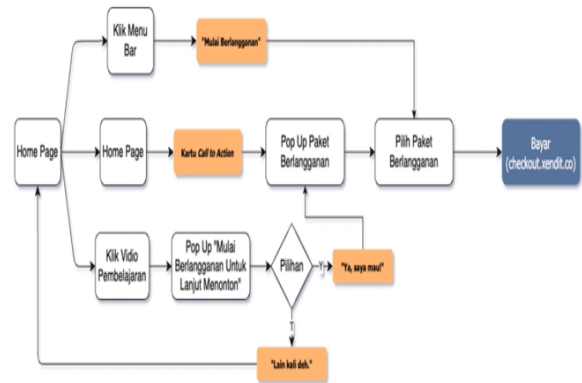 Klik Menu
Bar
"Mulai Berlangganan"
Home Page
Home Page
Kartu Call to Action
Pop Up Paket
Berlangganan
Pilih Paket
Berlangganan
Bayar
(checkout.xendit.co)
Klik Vidio
Pembelajaran
Pop Up "Mulai
Berlangganan Untuk
Lanjut Menonton"
Pilihan
Y
"Ya, saya mau!"
T
"Lain kali deh."